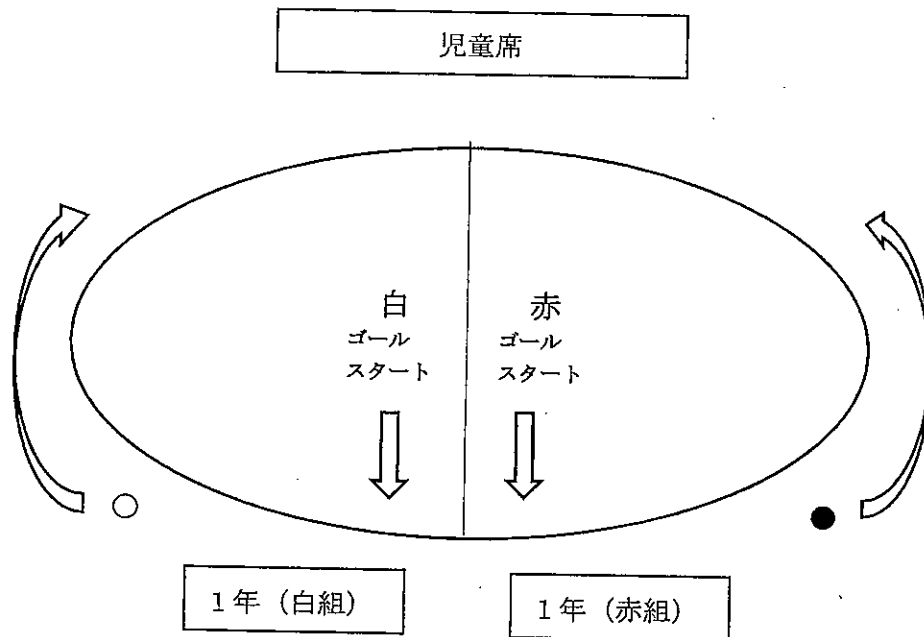 児童席
白
ゴール
スタート
赤
ゴール
スタート
1年（白組）
1年（赤組）